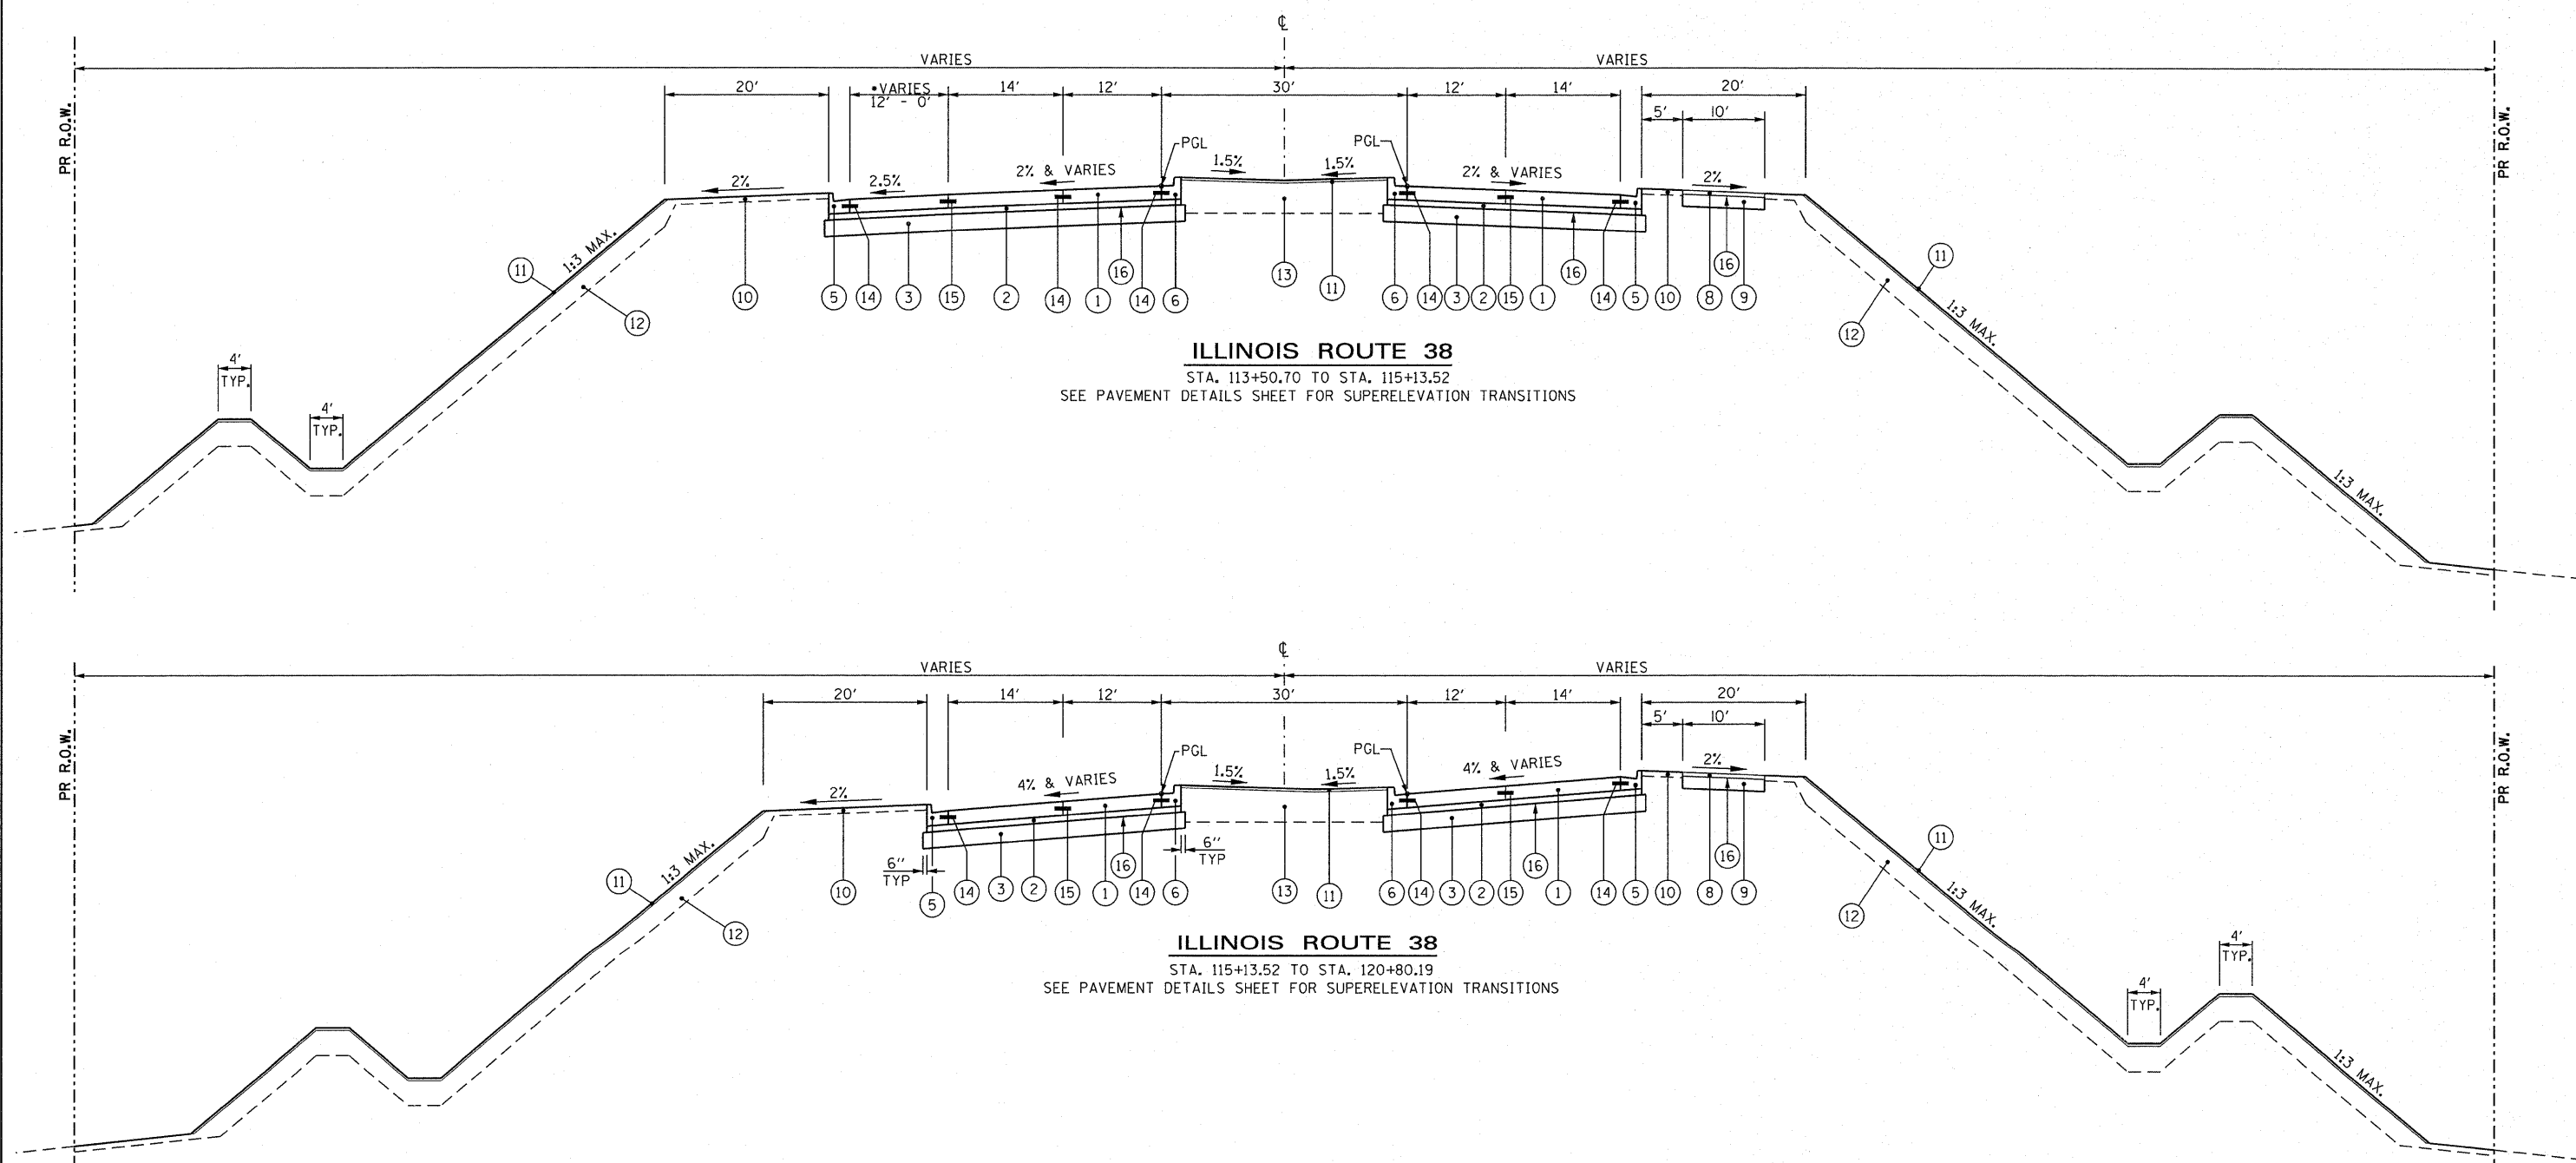 ℄
VARIES VARIES
20' •VARIES 14' 12' 30' 12' 14' 20'
12' - 0'
5' 10'
PR R.O.W.
PR R.O.W.
PGL PGL
2% 2.5% 2% & VARIES 1.5% 1.5% 2% & VARIES 2%
1:3 MAX.
11
12
10 5 14 3 15 2 14 1 16 14 6 13 11 6 14 3 2 15 1 16 14 5 10 8 16 9
11
12
1:3 MAX.
4'
TYP.
4'
TYP.
1:3 MAX.
ILLINOIS ROUTE 38
STA. 113+50.70 TO STA. 115+13.52
SEE PAVEMENT DETAILS SHEET FOR SUPERELEVATION TRANSITIONS
℄
VARIES VARIES
20' 14' 12' 30' 12' 14' 20'
5' 10'
PR R.O.W.
PR R.O.W.
PGL PGL
2% 4% & VARIES 1.5% 1.5% 4% & VARIES 2%
1:3 MAX.
6"
TYP
6"
TYP
11
12
10 5 14 3 2 15 1 16 14 6 13 11 6 14 3 2 15 16 1 14 5 10 8 16 9
11
12
1:3 MAX.
4'
TYP.
4'
TYP.
1:3 MAX.
ILLINOIS ROUTE 38
STA. 115+13.52 TO STA. 120+80.19
SEE PAVEMENT DETAILS SHEET FOR SUPERELEVATION TRANSITIONS